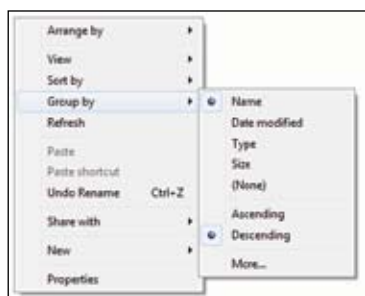 Arrange by
View
Sort by
Group by
Refresh
Paste
Paste shortcut
Undo Rename Ctrl+Z
Share with
New
Properties
Name
Date modified
Type
Size
(None)
Ascending
Descending
More...